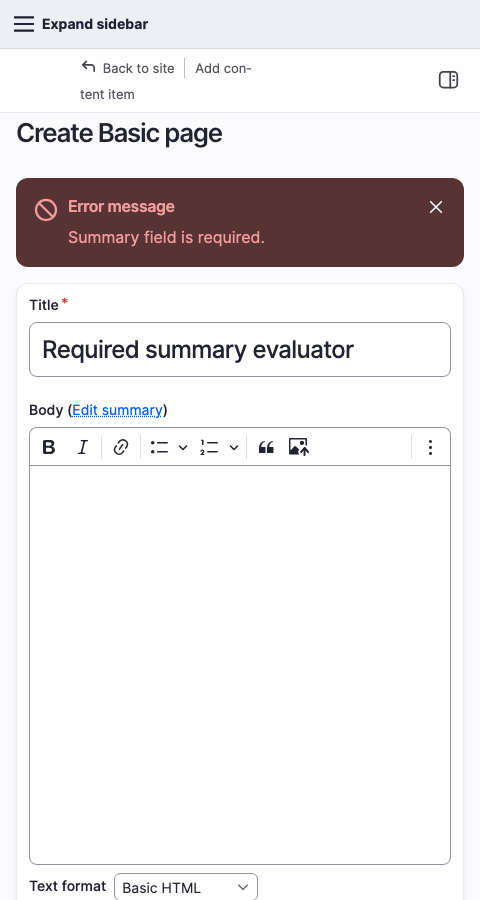 Expand sidebar
Back to site
Add con-
tent item
Create Basic page
Error message
Summary field is required.
Title*
Required summary evaluator
Body (Edit summary)
B I
Text format
Basic HTML